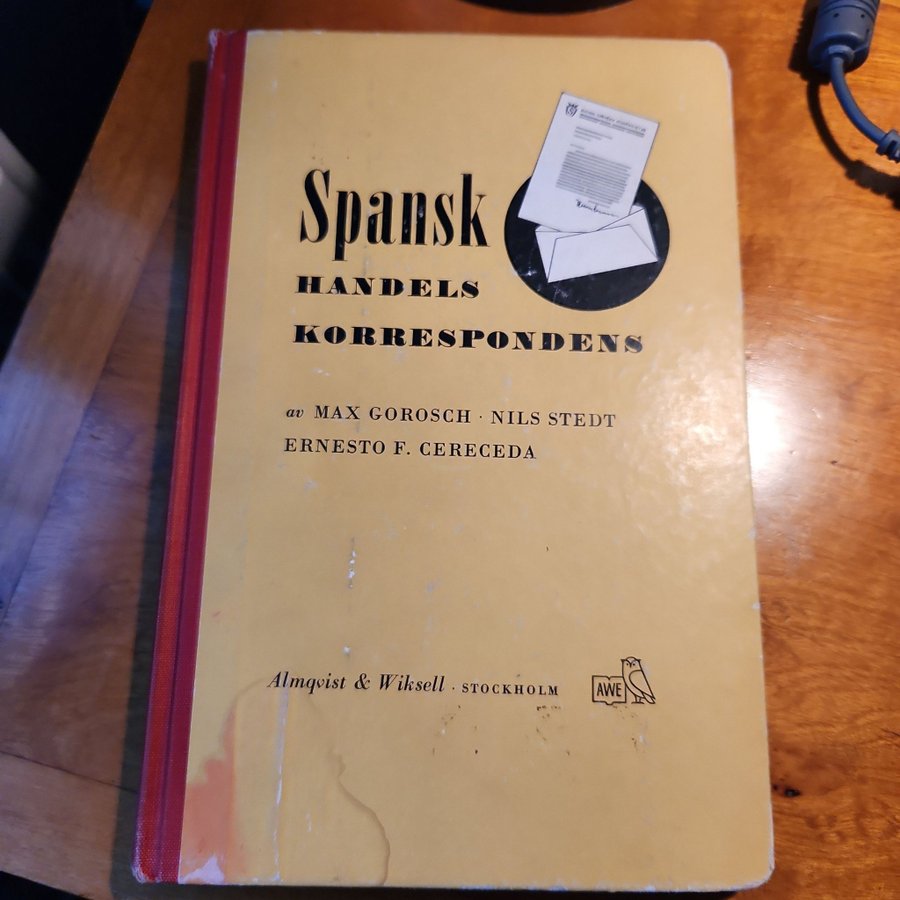 Spansk
HANDELS
KORRESPONDENS
av MAX GOROSCH · NILS STEDT
ERNESTO F. CERECEDA
Almqvist & Wiksell · STOCKHOLM
AWE